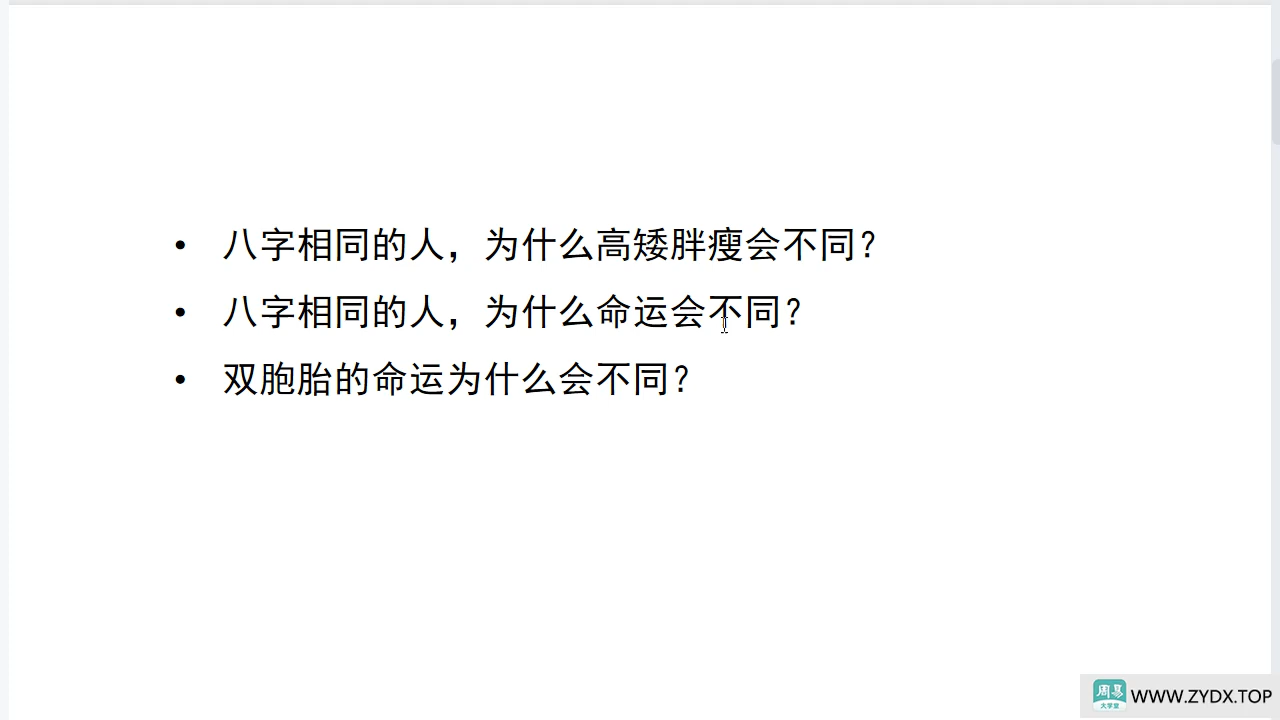 • 八字相同的人，为什么高矮胖瘦会不同？
• 八字相同的人，为什么命运会不同？
• 双胞胎的命运为什么会不同？
周易
大学堂
WWW.ZYDX.TOP